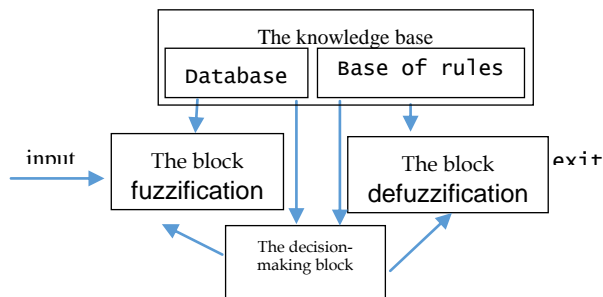 The knowledge base
Database
Base of rules
input
The block
fuzzification
The block
defuzzification
exit
The decision-
making block